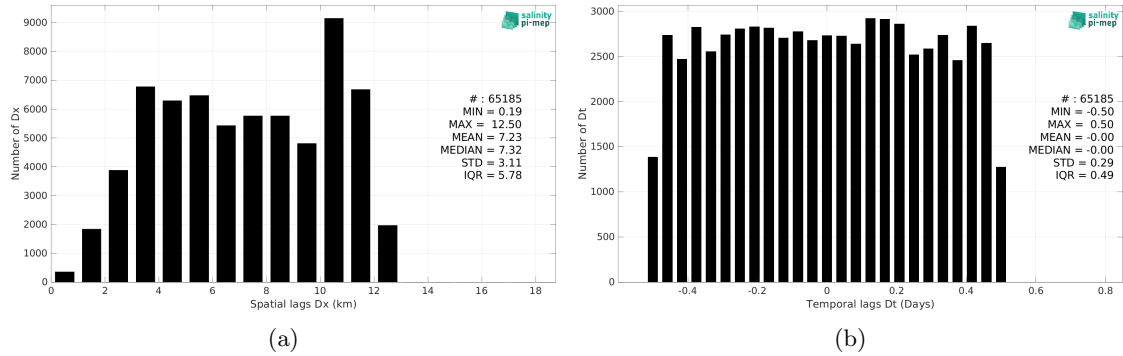 salinity
pi-mep
9000
8000
7000
6000
5000
4000
3000
2000
1000
0
Number of Dx
# : 65185
MIN = 0.19
MAX = 12.50
MEAN = 7.23
MEDIAN = 7.32
STD = 3.11
IQR = 5.78
0 2 4 6 8 10 12 14 16 18
Spatial lags Dx (km)
(a)
salinity
pi-mep
3000
2500
2000
1500
1000
500
0
Number of Dt
# : 65185
MIN = -0.50
MAX = 0.50
MEAN = -0.00
MEDIAN = -0.00
STD = 0.29
IQR = 0.49
-0.4 -0.2 0 0.2 0.4 0.6 0.8
Temporal lags Dt (Days)
(b)